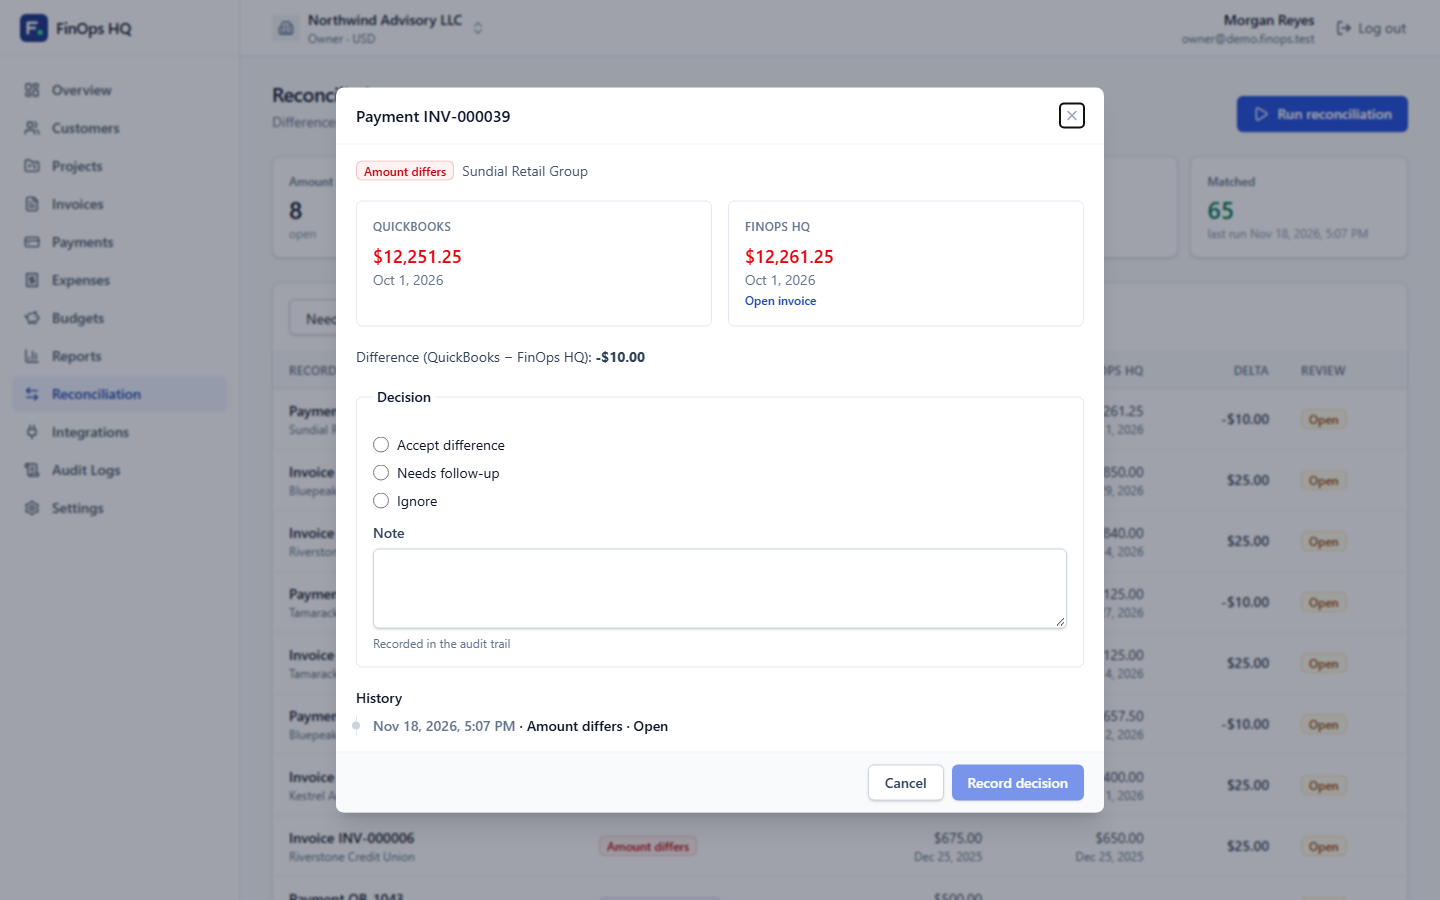 FinOps HQ
Northwind Advisory LLC
Owner · USD
Morgan Reyes
owner@demo.finops.test
Log out
Overview
Customers
Projects
Invoices
Payments
Expenses
Budgets
Reports
Reconciliation
Integrations
Audit Logs
Settings
Run reconciliation
Amount
8
open
Matched
65
last run Nov 18, 2026, 5:07 PM
DELTA
REVIEW
-$10.00
Open
$25.00
Open
$25.00
Open
-$10.00
Open
$25.00
Open
-$10.00
Open
$25.00
Open
Invoice INV-000006
Riverstone Credit Union
Amount differs
$675.00
Dec 25, 2025
$650.00
Dec 25, 2025
$25.00
Open
Payment INV-000039
Amount differs
Sundial Retail Group
QUICKBOOKS
$12,251.25
Oct 1, 2026
FINOPS HQ
$12,261.25
Oct 1, 2026
Open invoice
Difference (QuickBooks − FinOps HQ): -$10.00
Decision
Accept difference
Needs follow-up
Ignore
Note
Recorded in the audit trail
History
Nov 18, 2026, 5:07 PM · Amount differs · Open
Cancel
Record decision